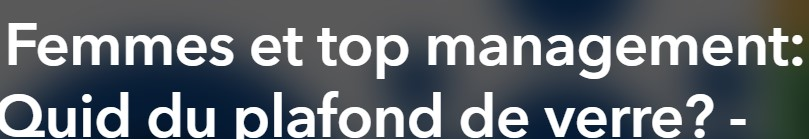 Femmes et top management:
Quid du plafond de verre? -